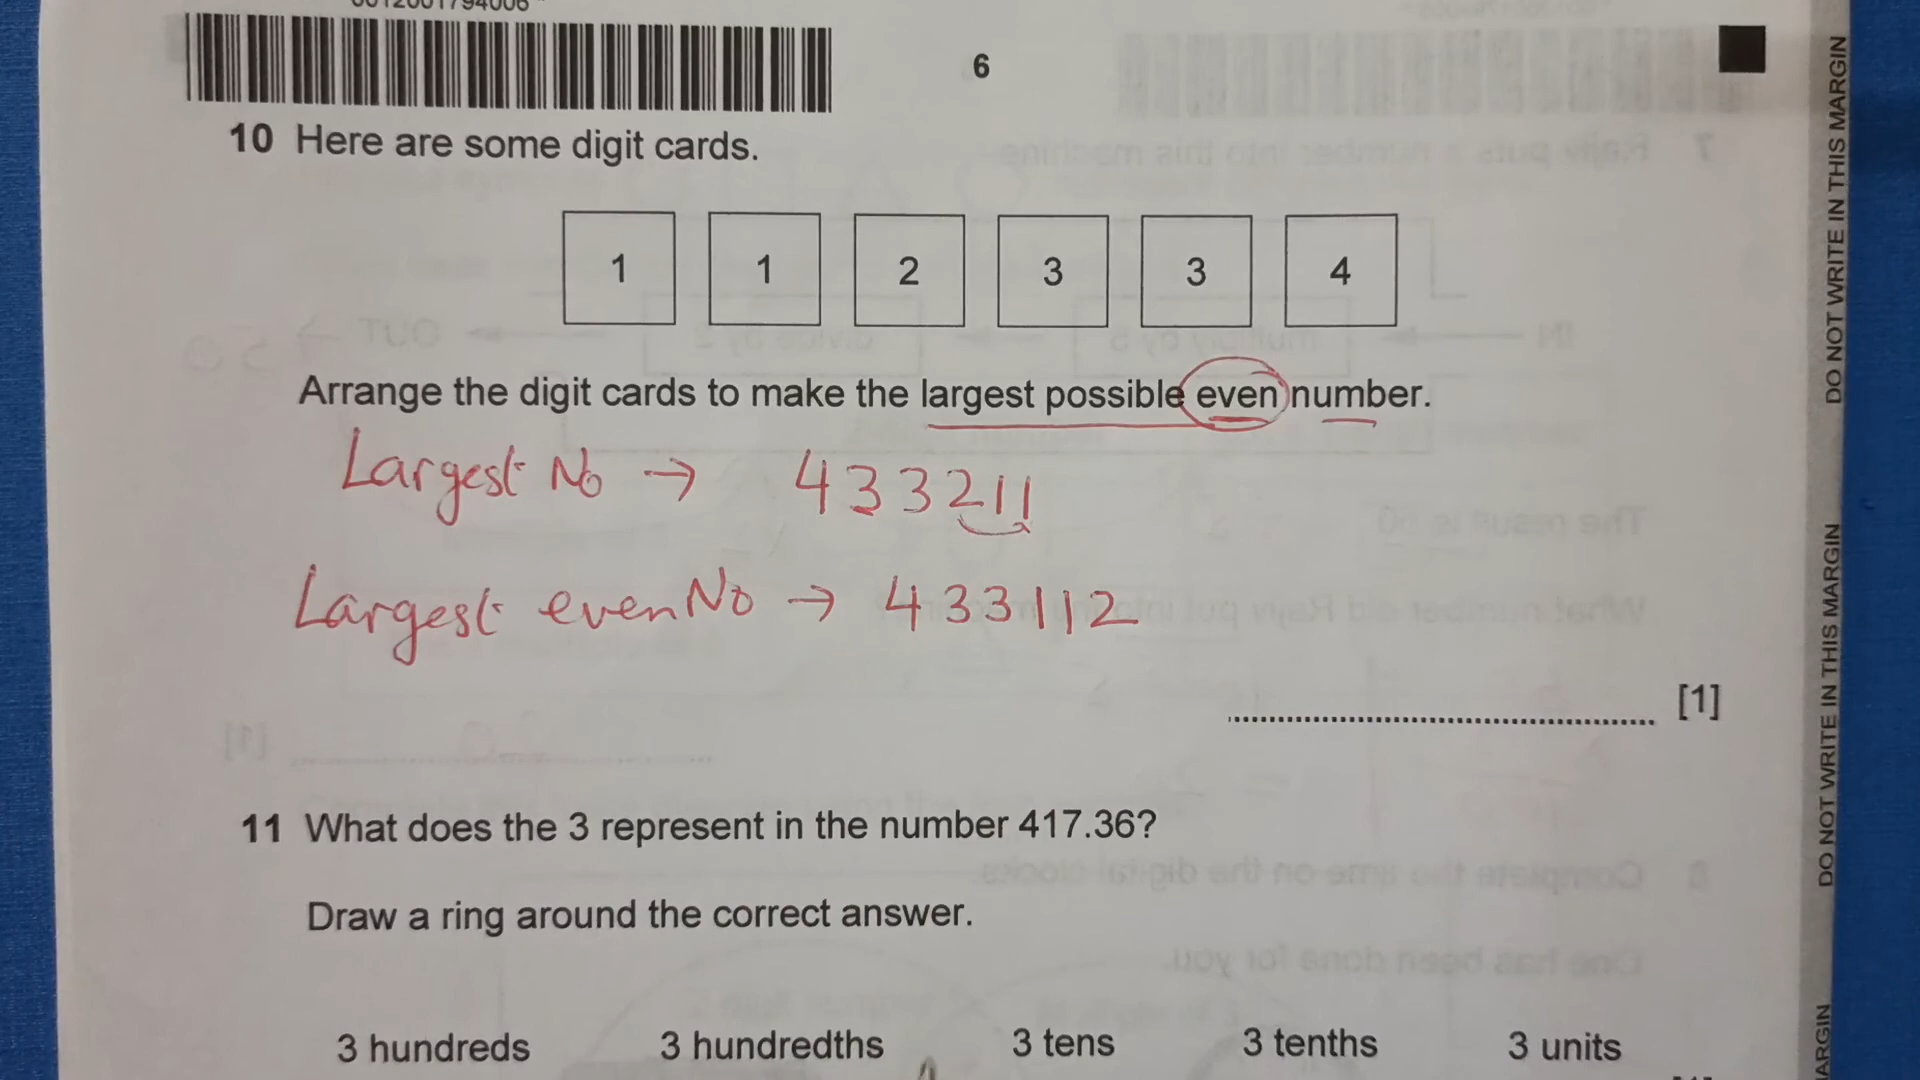 6
10 Here are some digit cards.
1 1 2 3 3 4
Arrange the digit cards to make the largest possible even number.
Largest No → 433211
Largest even No → 433112
[1]
11 What does the 3 represent in the number 417.36?
Draw a ring around the correct answer.
3 hundreds 3 hundredths 3 tens 3 tenths 3 units
DO NOT WRITE IN THIS MARGIN
DO NOT WRITE IN THIS MARGIN